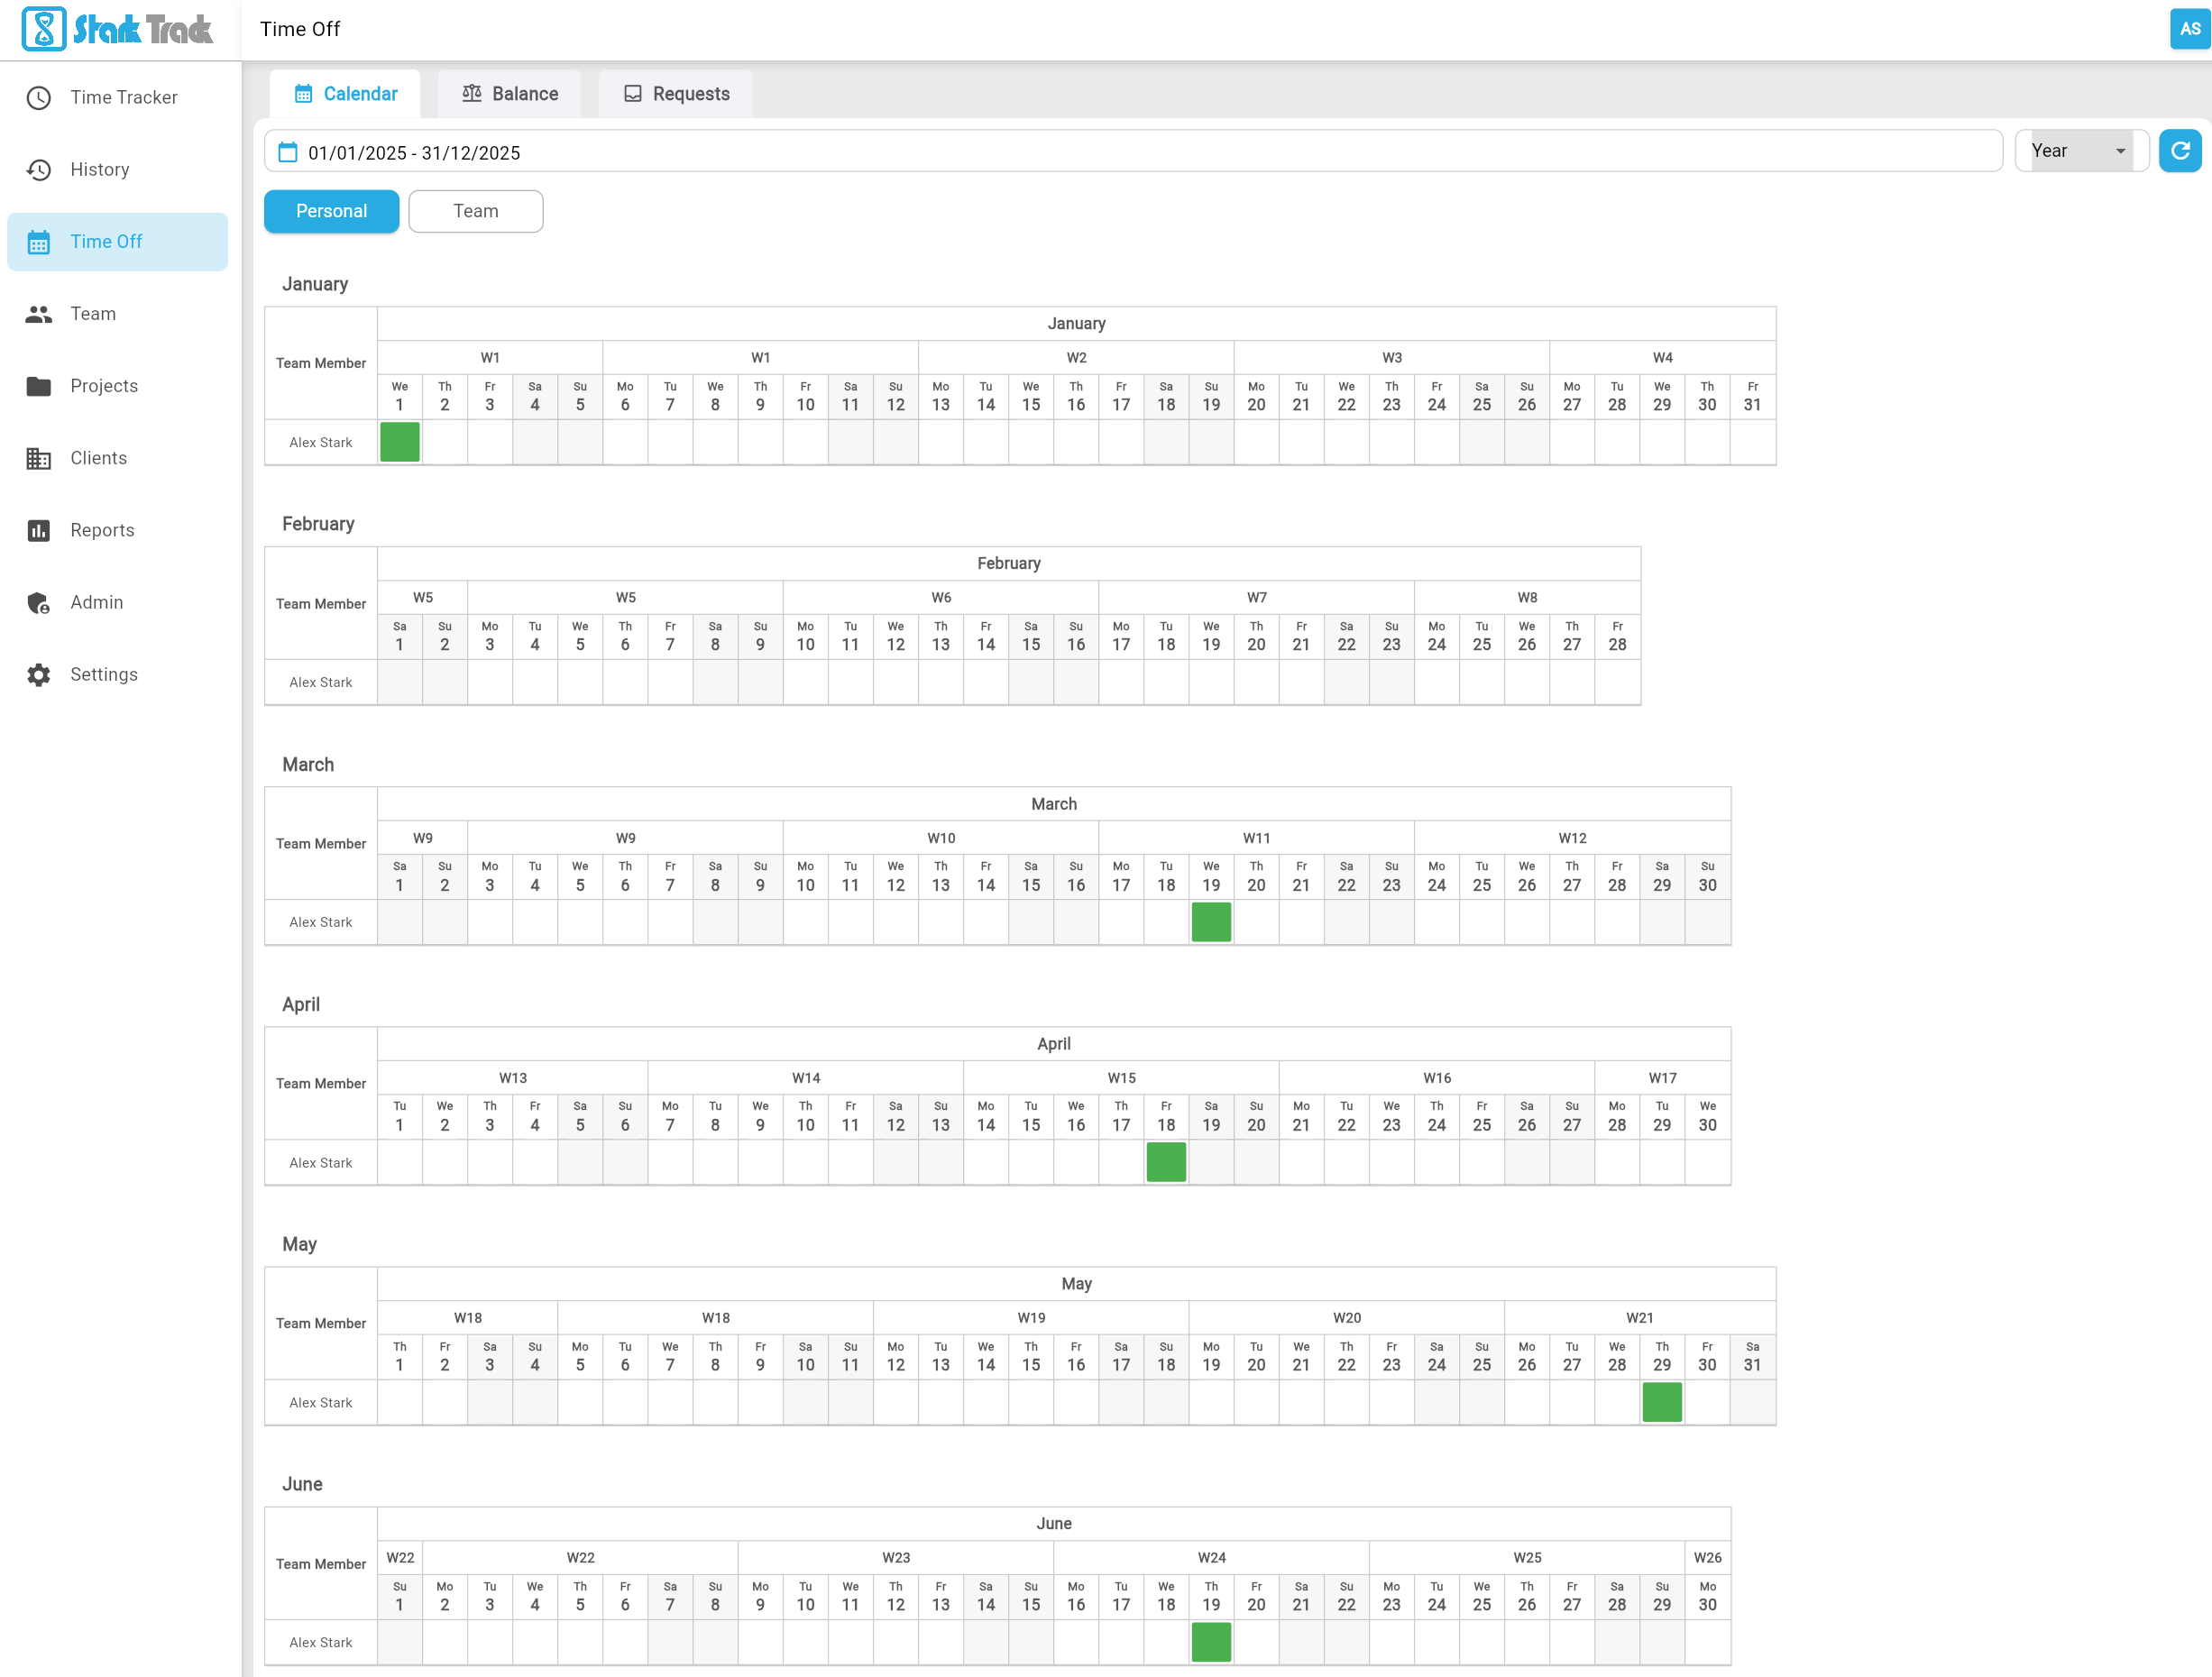 Stark Track
Time Off
AS
Time Tracker
History
Time Off
Team
Projects
Clients
Reports
Admin
Settings
Calendar
Balance
Requests
01/01/2025 - 31/12/2025
Year
Personal
Team
January
January
Team Member
W1 W1 W2 W3 W4
We Th Fr Sa Su Mo Tu We Th Fr Sa Su Mo Tu We Th Fr Sa Su Mo Tu We Th Fr Sa Su Mo Tu We Th Fr
1 2 3 4 5 6 7 8 9 10 11 12 13 14 15 16 17 18 19 20 21 22 23 24 25 26 27 28 29 30 31
Alex Stark
February
February
Team Member
W5 W5 W6 W7 W8
Sa Su Mo Tu We Th Fr Sa Su Mo Tu We Th Fr Sa Su Mo Tu We Th Fr Sa Su Mo Tu We Th Fr
1 2 3 4 5 6 7 8 9 10 11 12 13 14 15 16 17 18 19 20 21 22 23 24 25 26 27 28
Alex Stark
March
March
Team Member
W9 W9 W10 W11 W12
Sa Su Mo Tu We Th Fr Sa Su Mo Tu We Th Fr Sa Su Mo Tu We Th Fr Sa Su Mo Tu We Th Fr Sa Su
1 2 3 4 5 6 7 8 9 10 11 12 13 14 15 16 17 18 19 20 21 22 23 24 25 26 27 28 29 30
Alex Stark
April
April
Team Member
W13 W14 W15 W16 W17
Tu We Th Fr Sa Su Mo Tu We Th Fr Sa Su Mo Tu We Th Fr Sa Su Mo Tu We Th Fr Sa Su Mo Tu We
1 2 3 4 5 6 7 8 9 10 11 12 13 14 15 16 17 18 19 20 21 22 23 24 25 26 27 28 29 30
Alex Stark
May
May
Team Member
W18 W18 W19 W20 W21
Th Fr Sa Su Mo Tu We Th Fr Sa Su Mo Tu We Th Fr Sa Su Mo Tu We Th Fr Sa Su Mo Tu We Th Fr Sa
1 2 3 4 5 6 7 8 9 10 11 12 13 14 15 16 17 18 19 20 21 22 23 24 25 26 27 28 29 30 31
Alex Stark
June
June
Team Member
W22 W22 W23 W24 W25 W26
Su Mo Tu We Th Fr Sa Su Mo Tu We Th Fr Sa Su Mo Tu We Th Fr Sa Su Mo Tu We Th Fr Sa Su Mo
1 2 3 4 5 6 7 8 9 10 11 12 13 14 15 16 17 18 19 20 21 22 23 24 25 26 27 28 29 30
Alex Stark